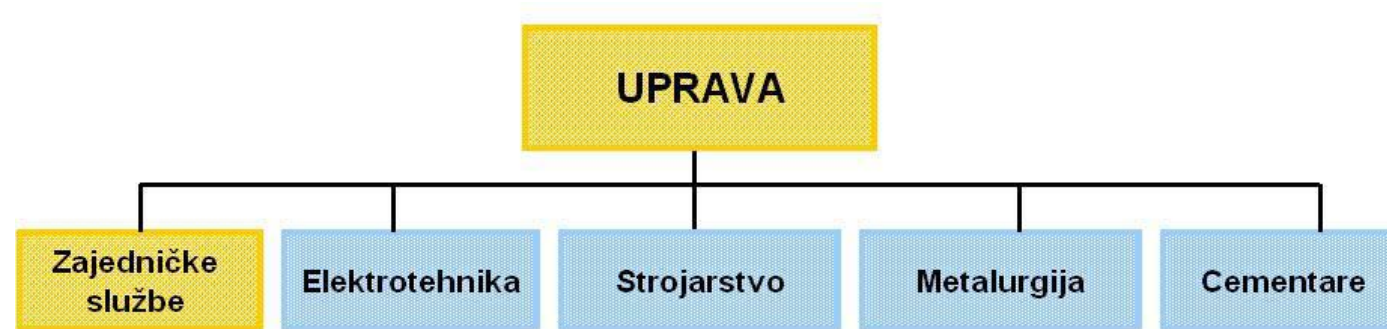 UPRAVA
Zajedničke
službe
Elektrotehnika
Strojarstvo
Metalurgija
Cementare